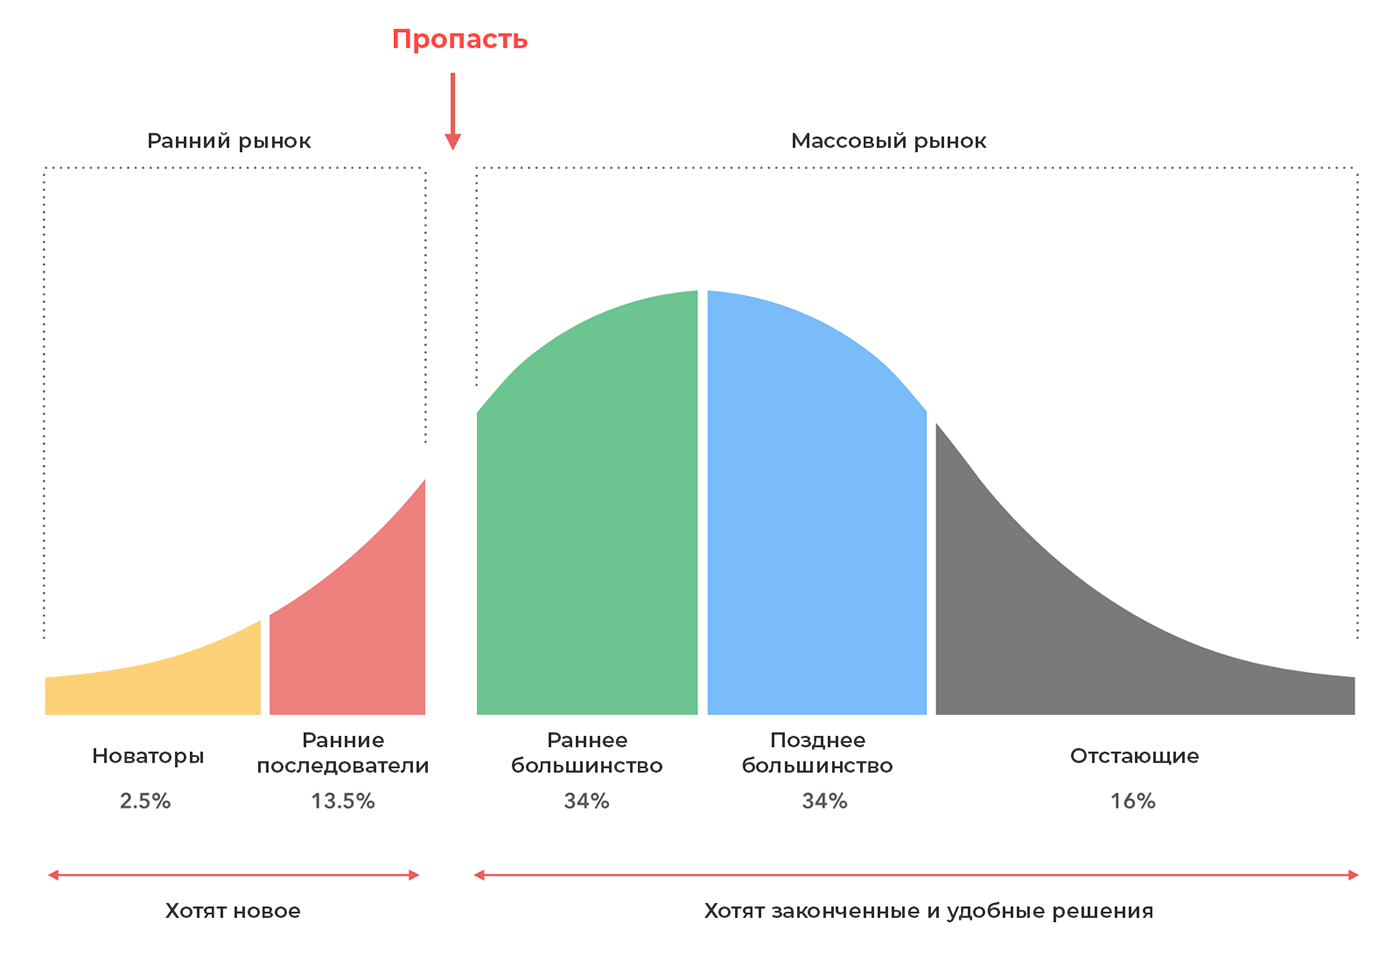 Пропасть
Ранний рынок
Массовый рынок
Новаторы
2.5%
Ранние
последователи
13.5%
Раннее
большинство
34%
Позднее
большинство
34%
Отстающие
16%
Хотят новое
Хотят законченные и удобные решения